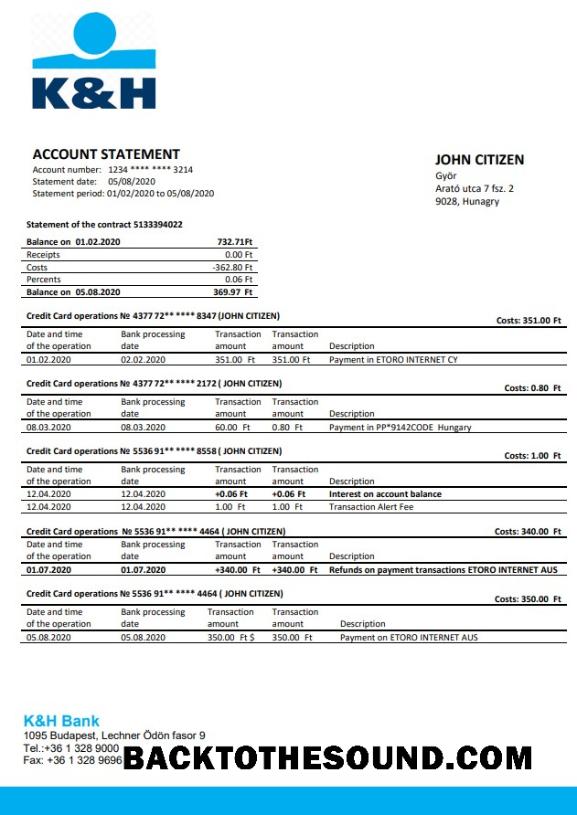 K&H
ACCOUNT STATEMENT
Account number: 1234 **** **** 3214
Statement date: 05/08/2020
Statement period: 01/02/2020 to 05/08/2020
JOHN CITIZEN
Györ
Arató utca 7 fsz. 2
9028, Hunagry
Statement of the contract 5133394022
Balance on 01.02.2020 732.71Ft
Receipts 0.00 Ft
Costs -362.80 Ft
Percents 0.06 Ft
Balance on 05.08.2020 369.97 Ft
Credit Card operations № 4377 72** **** 8347 (JOHN CITIZEN) Costs: 351.00 Ft
Date and time Bank processing Transaction Transaction
of the operation date amount amount Description
01.02.2020 02.02.2020 351.00 Ft 351.00 Ft Payment in ETORO INTERNET CY
Credit Card operations № 4377 72** **** 2172 ( JOHN CITIZEN) Costs: 0.80 Ft
Date and time Bank processing Transaction Transaction
of the operation date amount amount Description
08.03.2020 08.03.2020 60.00 Ft 0.80 Ft Payment in PP*9142CODE Hungary
Credit Card operations № 5536 91** **** 8558 ( JOHN CITIZEN) Costs: 1.00 Ft
Date and time Bank processing Transaction Transaction
of the operation date amount amount Description
12.04.2020 12.04.2020 +0.06 Ft +0.06 Ft Interest on account balance
12.04.2020 12.04.2020 1.00 Ft 1.00 Ft Transaction Alert Fee
Credit Card operations № 5536 91** **** 4464 ( JOHN CITIZEN) Costs: 340.00 Ft
Date and time Bank processing Transaction Transaction
of the operation date amount amount Description
01.07.2020 01.07.2020 +340.00 Ft +340.00 Ft Refunds on payment transactions ETORO INTERNET AUS
Credit Card operations № 5536 91** **** 4464 ( JOHN CITIZEN) Costs: 350.00 Ft
Date and time Bank processing Transaction Transaction
of the operation date amount amount Description
05.08.2020 05.08.2020 350.00 Ft $ 350.00 Ft Payment on ETORO INTERNET AUS
K&H Bank
1095 Budapest, Lechner Ödön fasor 9
Tel.:+36 1 328 9000
Fax: +36 1 328 9696
BACKTOTHESOUND.COM